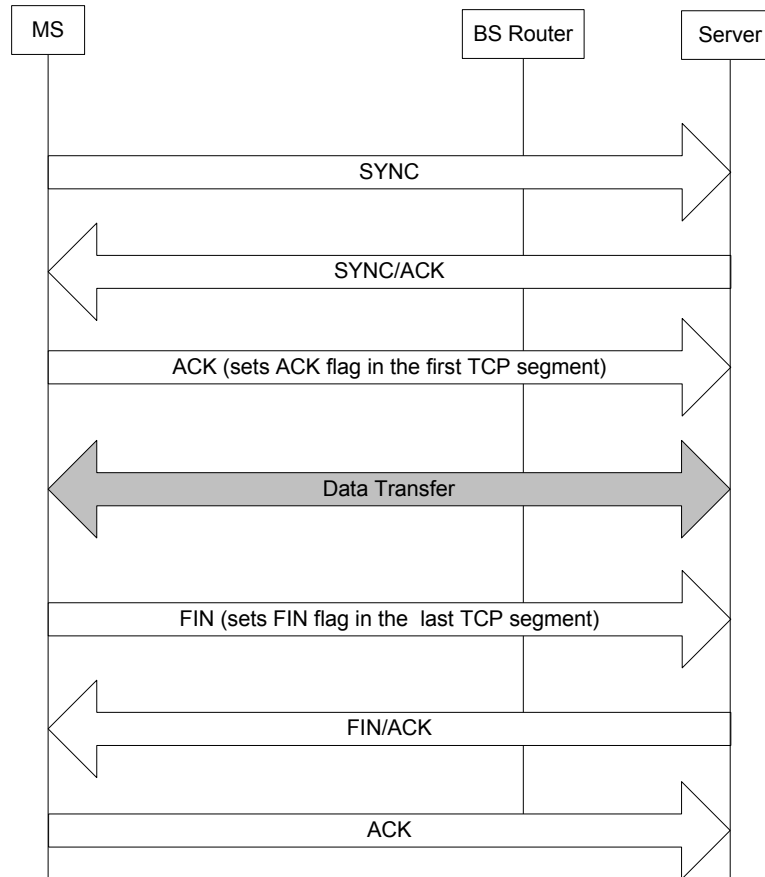 MS
BS Router
Server
SYNC
SYNC/ACK
ACK (sets ACK flag in the first TCP segment)
Data Transfer
FIN (sets FIN flag in the last TCP segment)
FIN/ACK
ACK